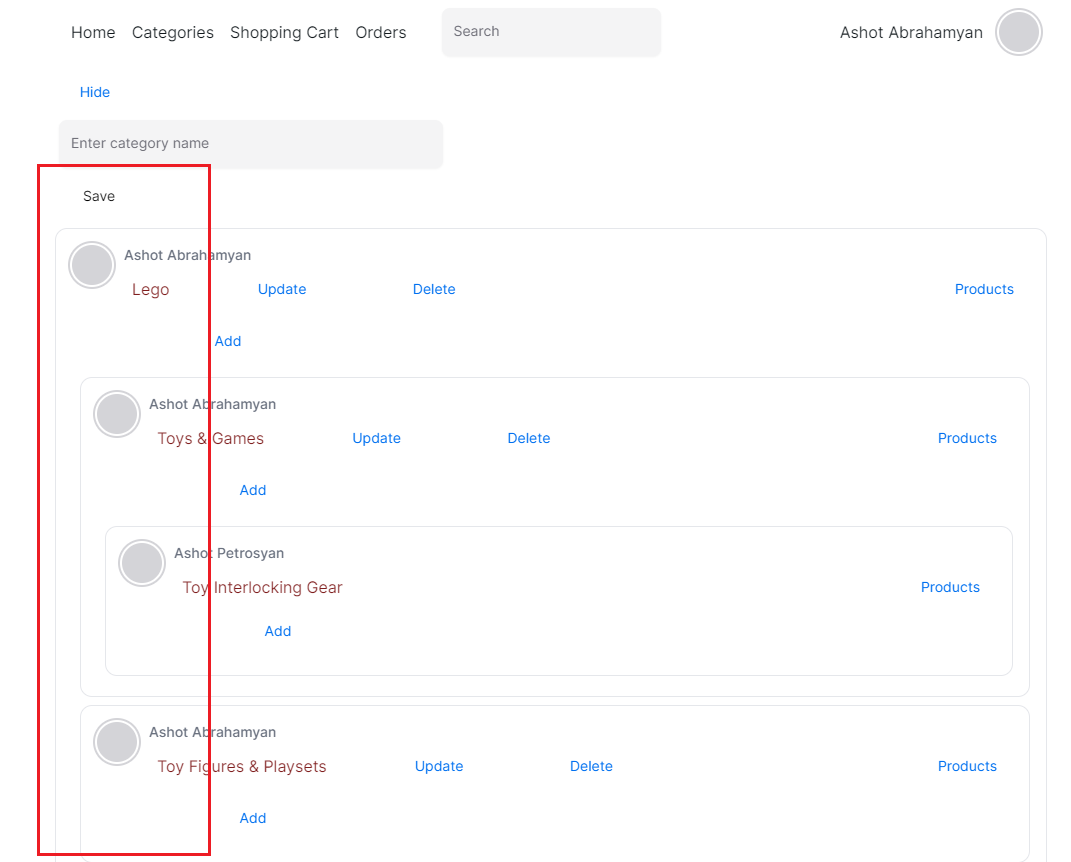 Home Categories Shopping Cart Orders Search Ashot Abrahamyan
Hide
Enter category name
Save
Ashot Abrahamyan
Lego Update Delete Products
Add
Ashot Abrahamyan
Toys & Games Update Delete Products
Add
Ashot Petrosyan
Toy Interlocking Gear Products
Add
Ashot Abrahamyan
Toy Figures & Playsets Update Delete Products
Add